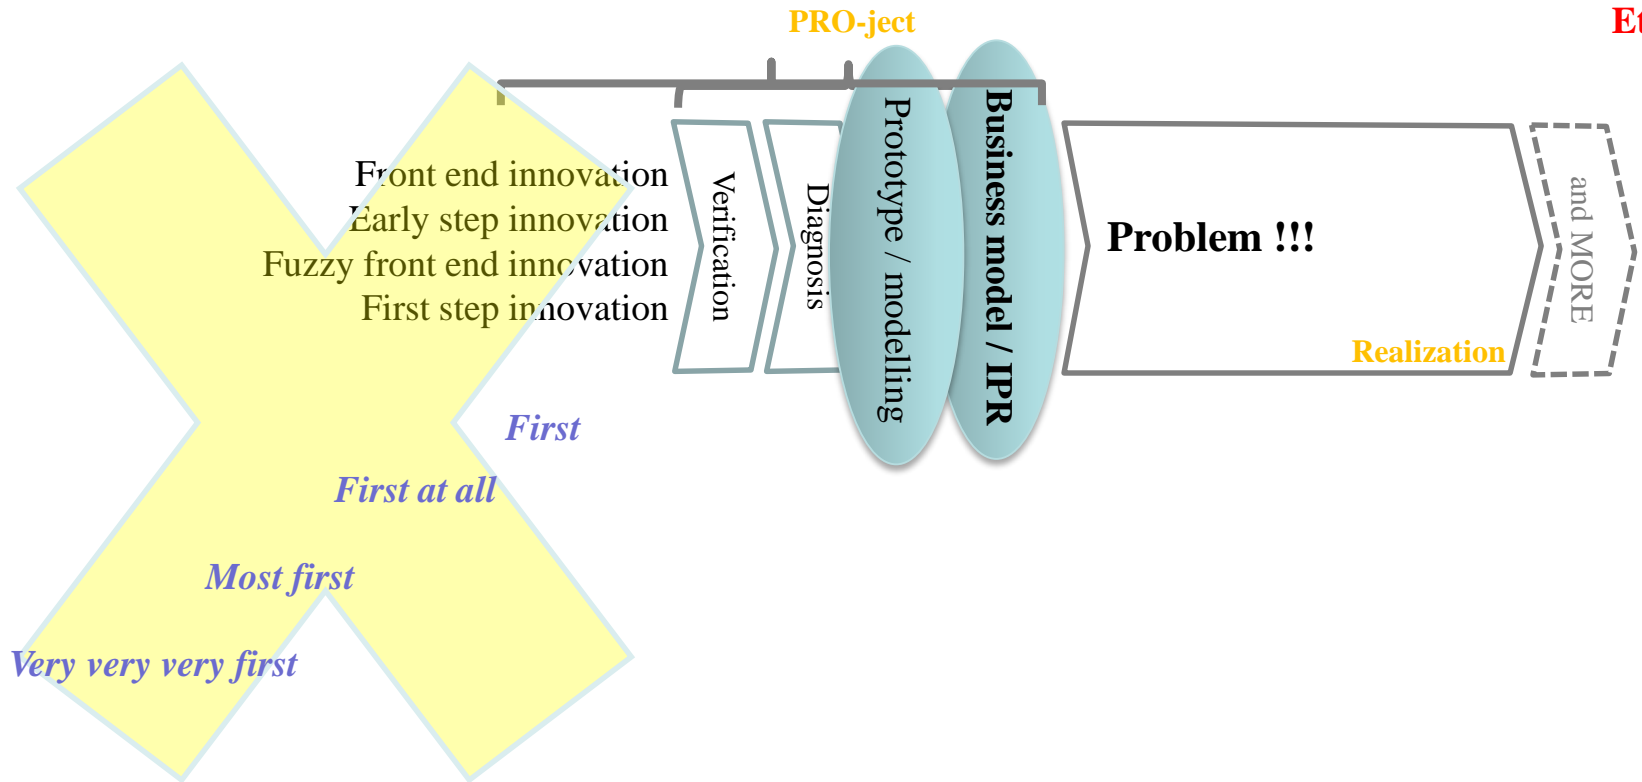 PRO-ject
Et
Front end innovation
Early step innovation
Fuzzy front end innovation
First step innovation
Verification
Diagnosis
Prototype / modelling
Business model / IPR
Problem !!!
Realization
and MORE
First
First at all
Most first
Very very very first